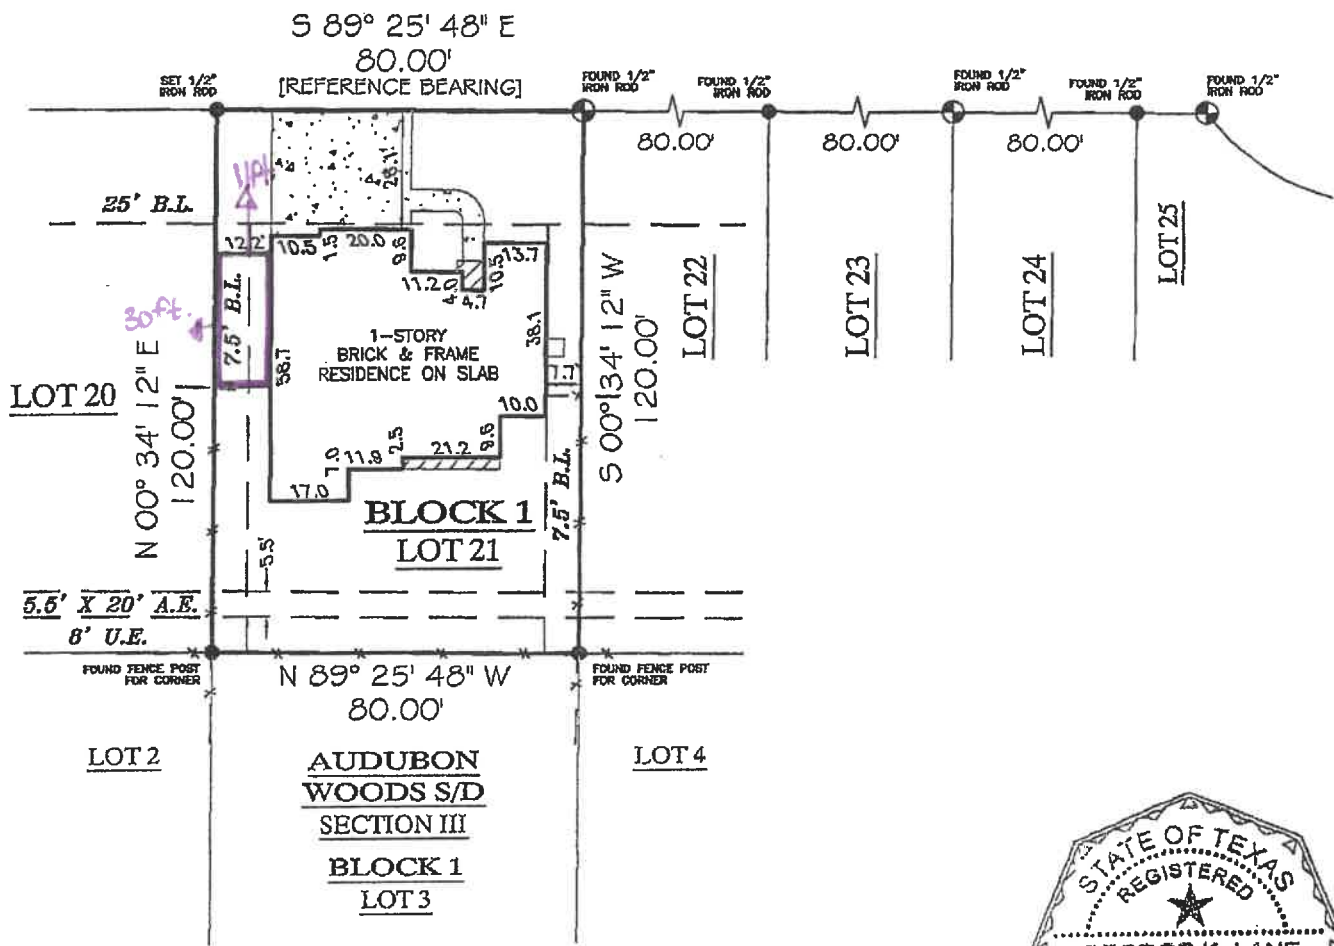 S 89° 25' 48" E
80.00'
[REFERENCE BEARING]
SET 1/2"
IRON ROD
FOUND 1/2"
IRON ROD
FOUND 1/2"
IRON ROD
FOUND 1/2"
IRON ROD
FOUND 1/2"
IRON ROD
FOUND 1/2"
IRON ROD
80.00'
80.00'
80.00'
28.1'
25' B.L.
12.2'
10.5
1.5
20.0
9.6
11.2
4.0
4.7
10.5
13.7
30ft.
7.5' B.L.
58.7
1-STORY
BRICK & FRAME
RESIDENCE ON SLAB
38.1
7.7'
LOT 22
LOT 23
LOT 24
LOT 25
LOT 20
N 00° 34' 12" E
120.00'
S 00° 34' 12" W
120.00'
10.0
9.6
21.2
2.5
11.9
7.0
17.0
BLOCK 1
LOT 21
7.5' B.L.
5.5'
5.5' X 20' A.E.
8' U.E.
FOUND FENCE POST
FOR CORNER
N 89° 25' 48" W
80.00'
FOUND FENCE POST
FOR CORNER
LOT 2
AUDUBON
WOODS S/D
SECTION III
BLOCK 1
LOT 3
LOT 4
STATE OF TEXAS
REGISTERED